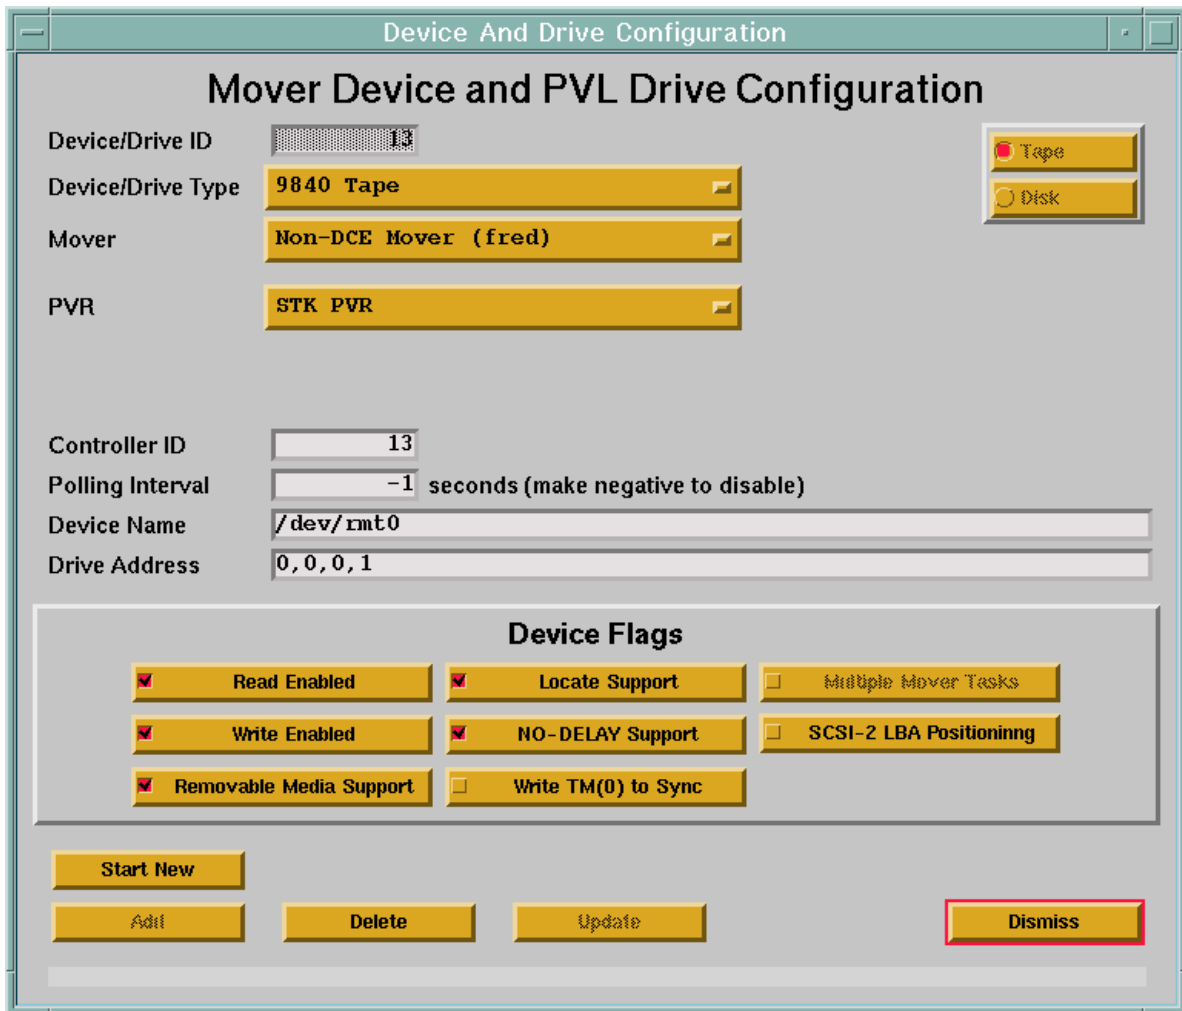 Device And Drive Configuration
Mover Device and PVL Drive Configuration
Device/Drive ID 13
Tape
Device/Drive Type 9840 Tape
Disk
Mover Non-DCE Mover (fred)
PVR STK PVR
Controller ID 13
Polling Interval -1 seconds (make negative to disable)
Device Name /dev/rmt0
Drive Address 0,0,0,1
Device Flags
Read Enabled Locate Support Multiple Mover Tasks
Write Enabled NO-DELAY Support SCSI-2 LBA Positioninng
Removable Media Support Write TM(0) to Sync
Start New
Add Delete Update Dismiss